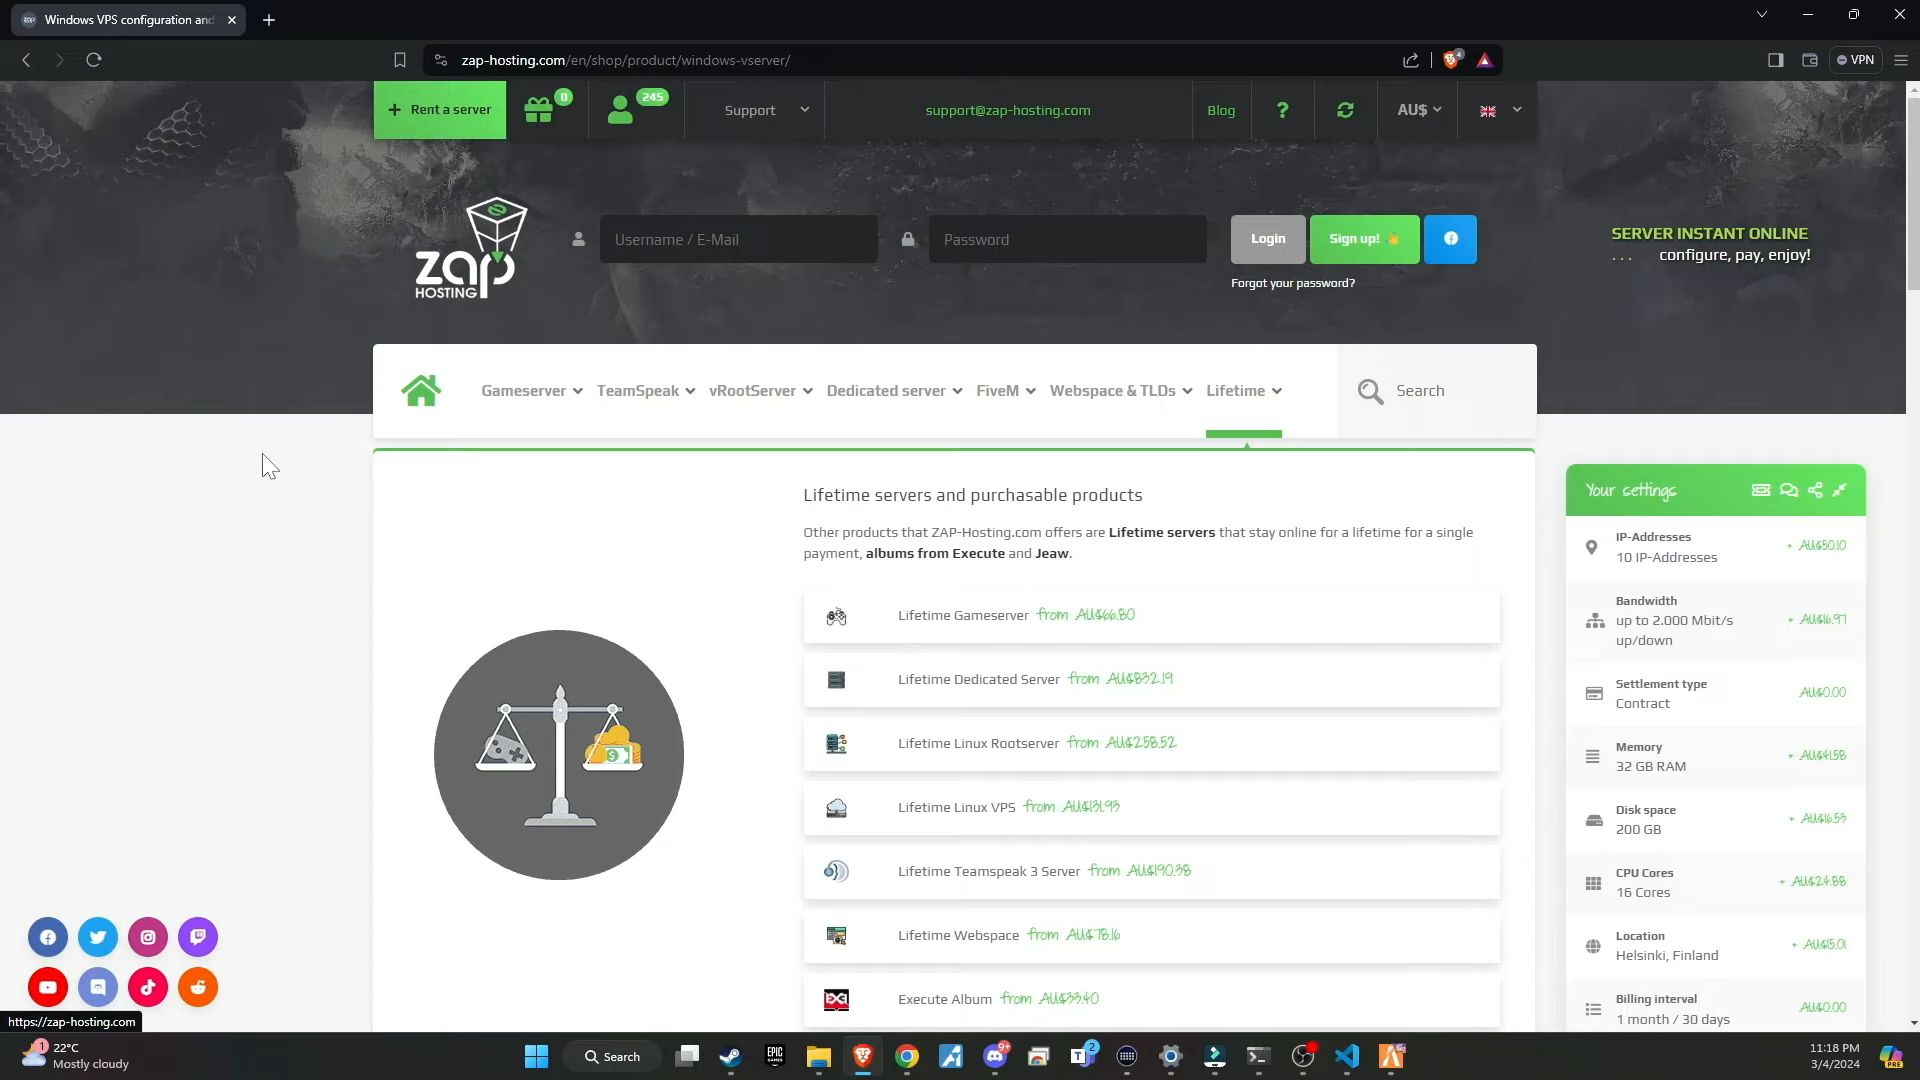 Windows VPS configuration and
zap-hosting.com/en/shop/product/windows-vserver/
4
VPN
Rent a server
0
245
Support
support@zap-hosting.com
Blog
?
AU$
zap
HOSTING
Username / E-Mail
Password
Login
Sign up!
Forgot your password?
SERVER INSTANT ONLINE
. . . configure, pay, enjoy!
Gameserver
TeamSpeak
vRootServer
Dedicated server
FiveM
Webspace & TLDs
Lifetime
Search
Lifetime servers and purchasable products
Other products that ZAP-Hosting.com offers are Lifetime servers that stay online for a lifetime for a single
payment, albums from Execute and Jeaw.
Lifetime Gameserver from AU$66.80
Lifetime Dedicated Server from AU$832.19
Lifetime Linux Rootserver from AU$258.52
Lifetime Linux VPS from AU$131.93
Lifetime Teamspeak 3 Server from AU$190.38
Lifetime Webspace from AU$78.16
Execute Album from AU$33.40
Your settings
IP-Addresses
10 IP-Addresses
+ AU$50.10
Bandwidth
up to 2.000 Mbit/s
up/down
+ AU$16.97
Settlement type
Contract
AU$0.00
Memory
32 GB RAM
+ AU$41.58
Disk space
200 GB
+ AU$16.53
CPU Cores
16 Cores
+ AU$24.88
Location
Helsinki, Finland
+ AU$15.01
Billing interval
1 month / 30 days
AU$0.00
https://zap-hosting.com
1
22°C
Mostly cloudy
Search
EPIC
GAMES
9+
2
11:18 PM
3/4/2024
PRE